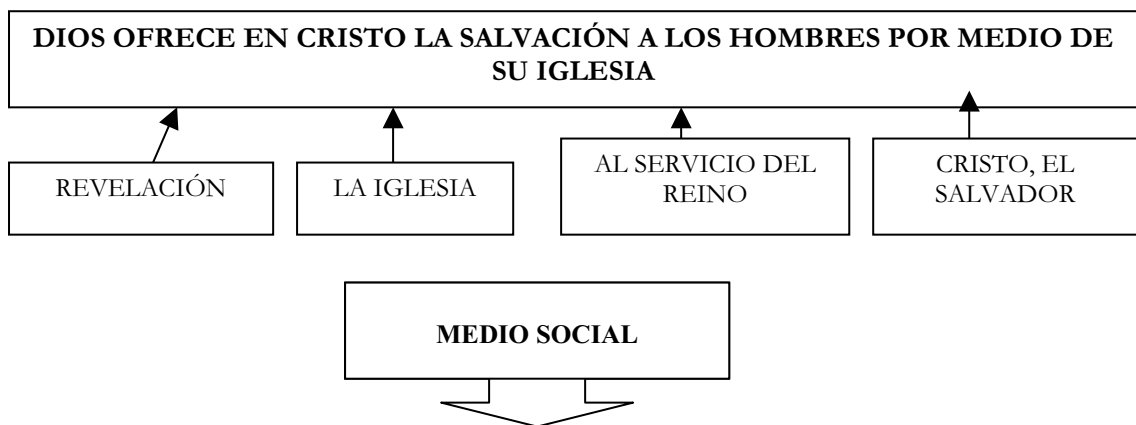 DIOS OFRECE EN CRISTO LA SALVACIÓN A LOS HOMBRES POR MEDIO DE
SU IGLESIA
REVELACIÓN
LA IGLESIA
AL SERVICIO DEL
REINO
CRISTO, EL
SALVADOR
MEDIO SOCIAL